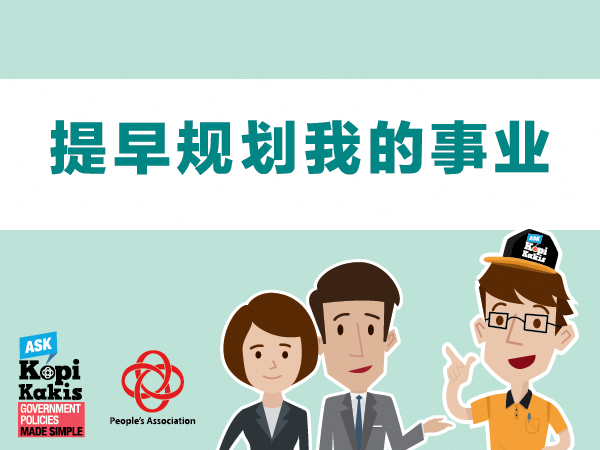 提早规划我的事业
ASK
Kopi
Kakis
ASK
Kopi
Kakis
GOVERNMENT
POLICIES
MADE SIMPLE
People's Association